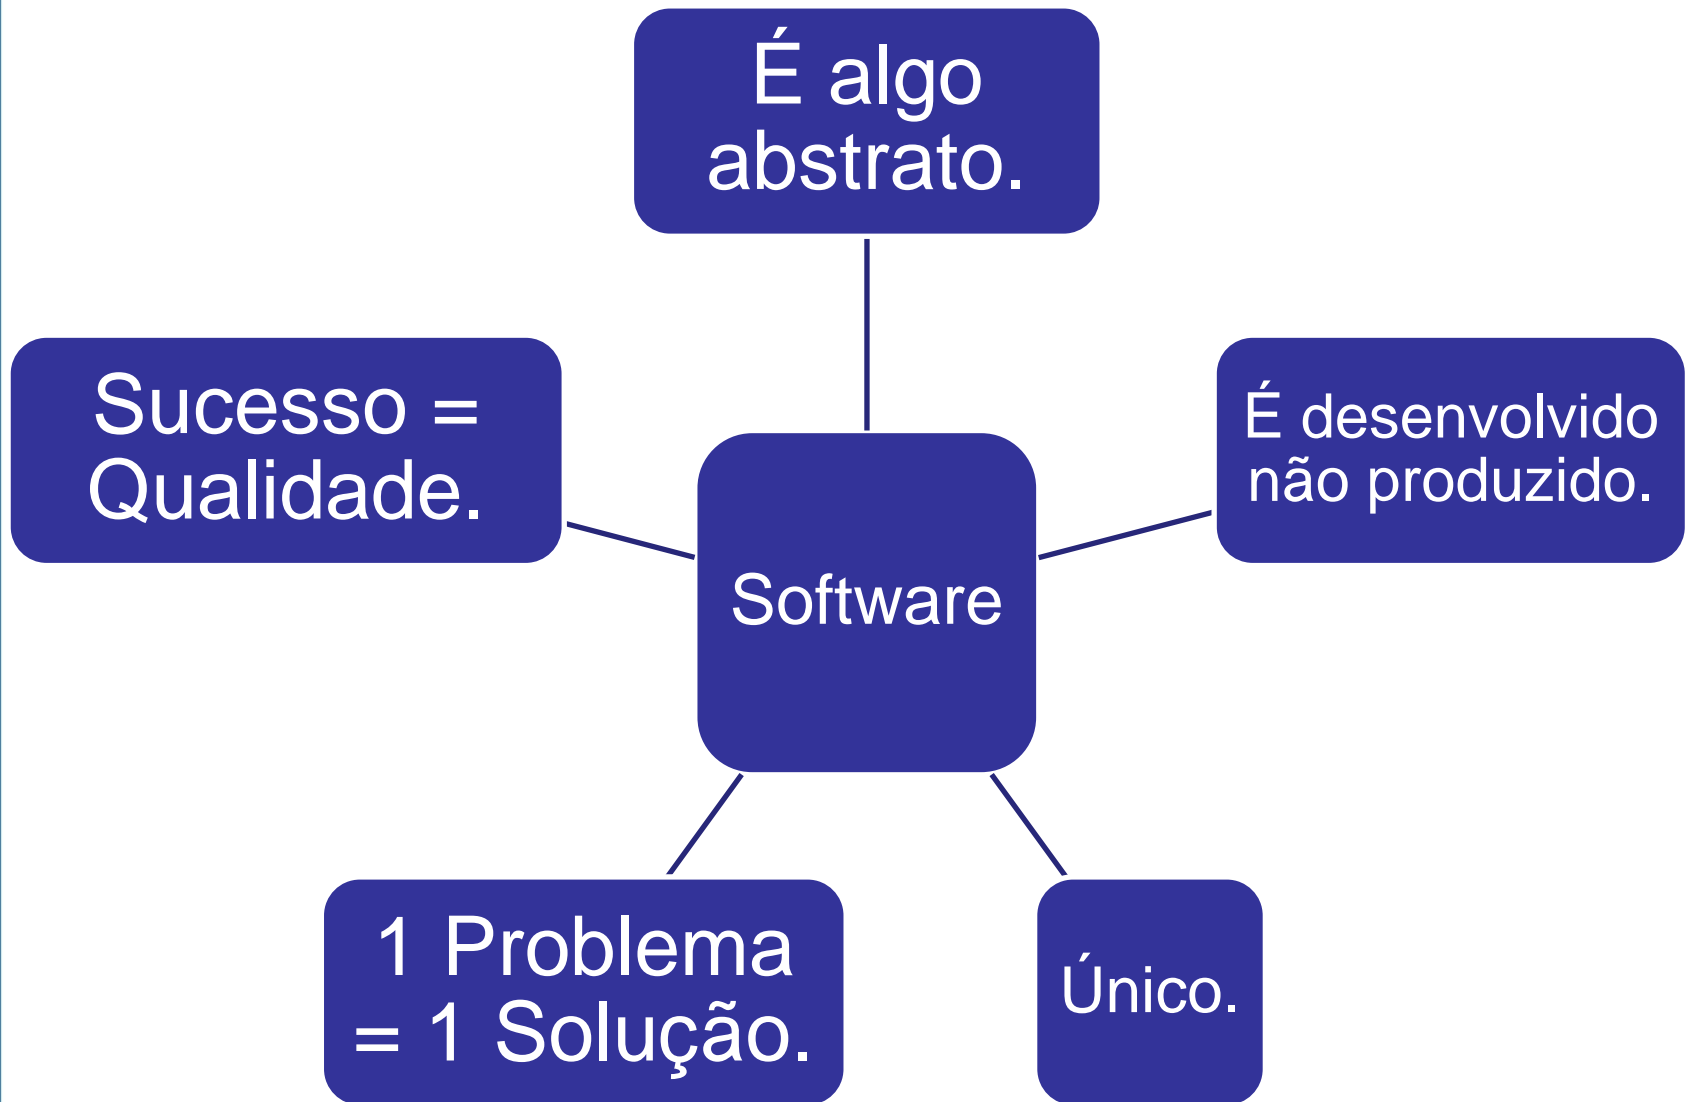 É algo
abstrato.
Sucesso =
Qualidade.
É desenvolvido
não produzido.
Software
1 Problema
= 1 Solução.
Único.